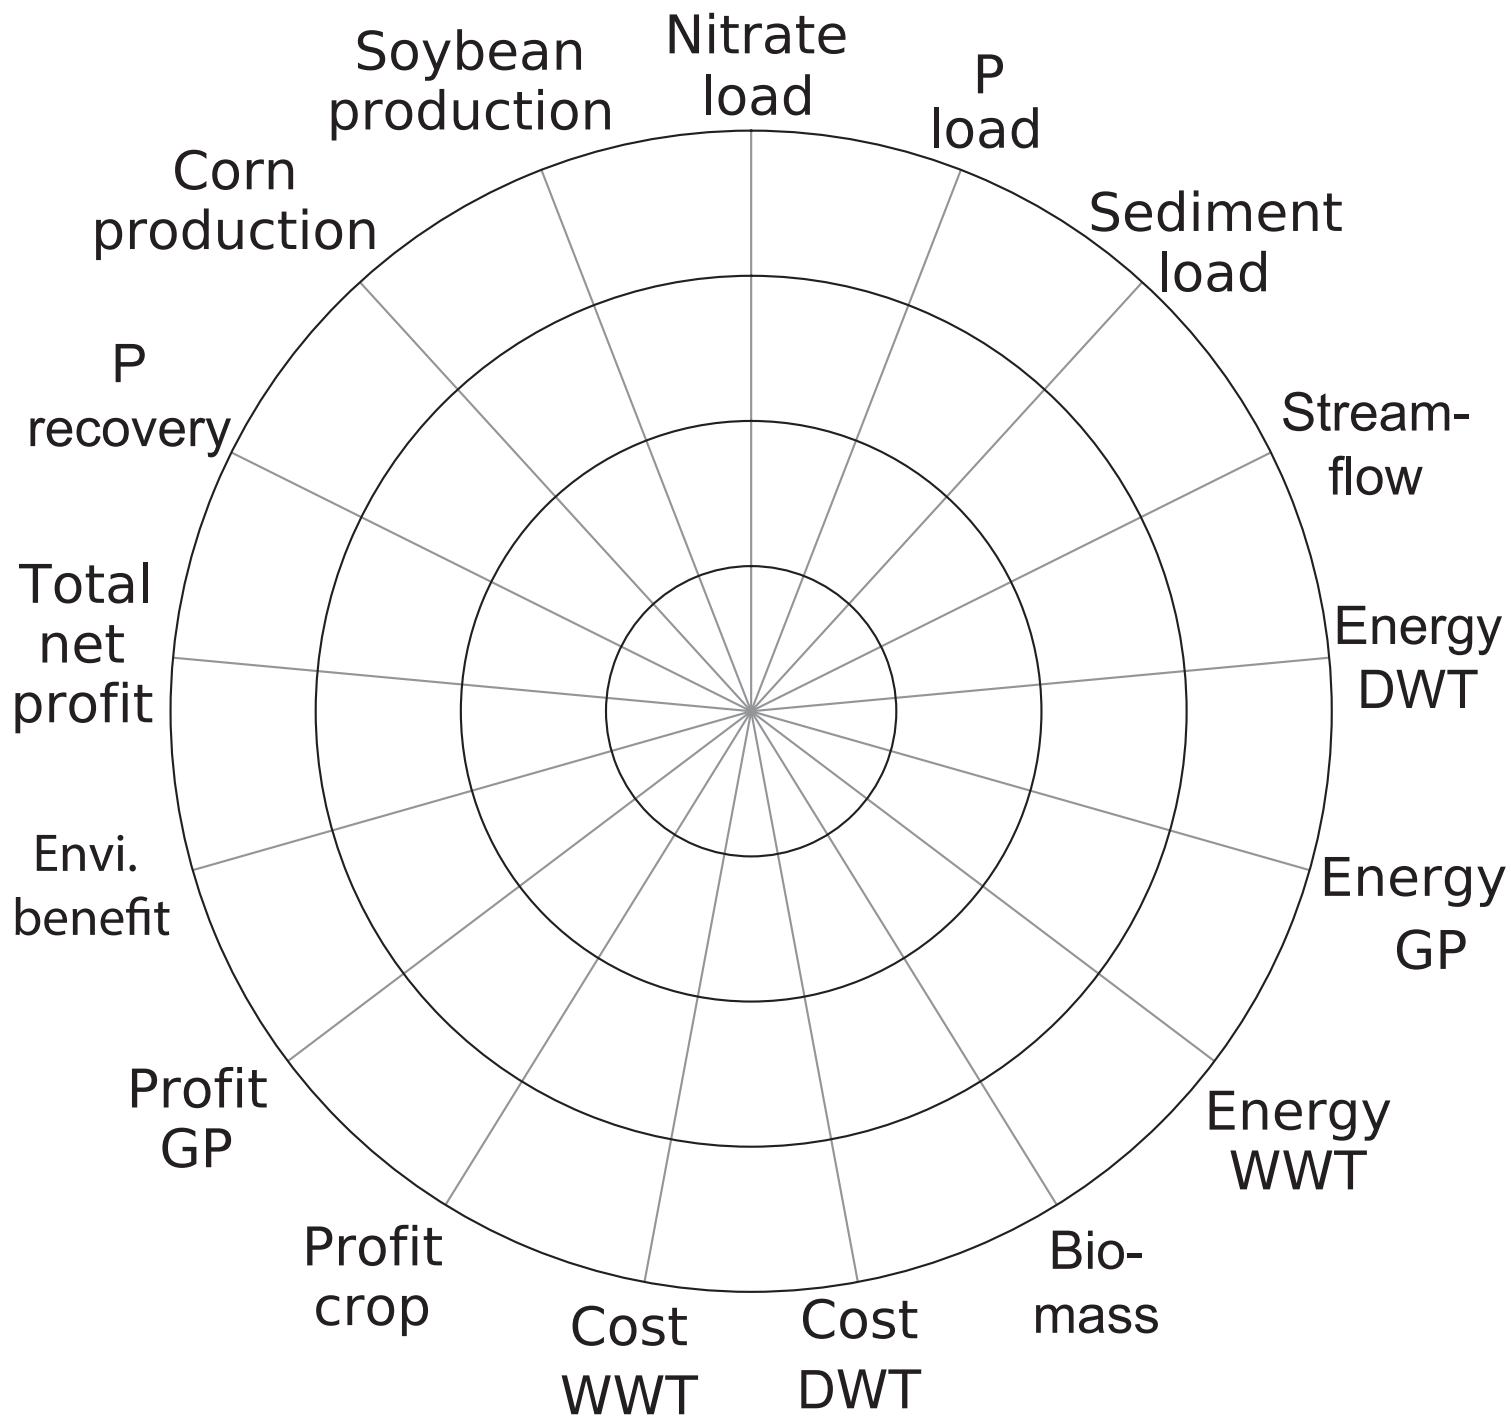 Nitrate
load
P
load
Sediment
load
Stream-
flow
Energy
DWT
Energy
GP
Energy
WWT
Bio-
mass
Cost
DWT
Cost
WWT
Profit
crop
Profit
GP
Envi.
benefit
Total
net
profit
P
recovery
Corn
production
Soybean
production